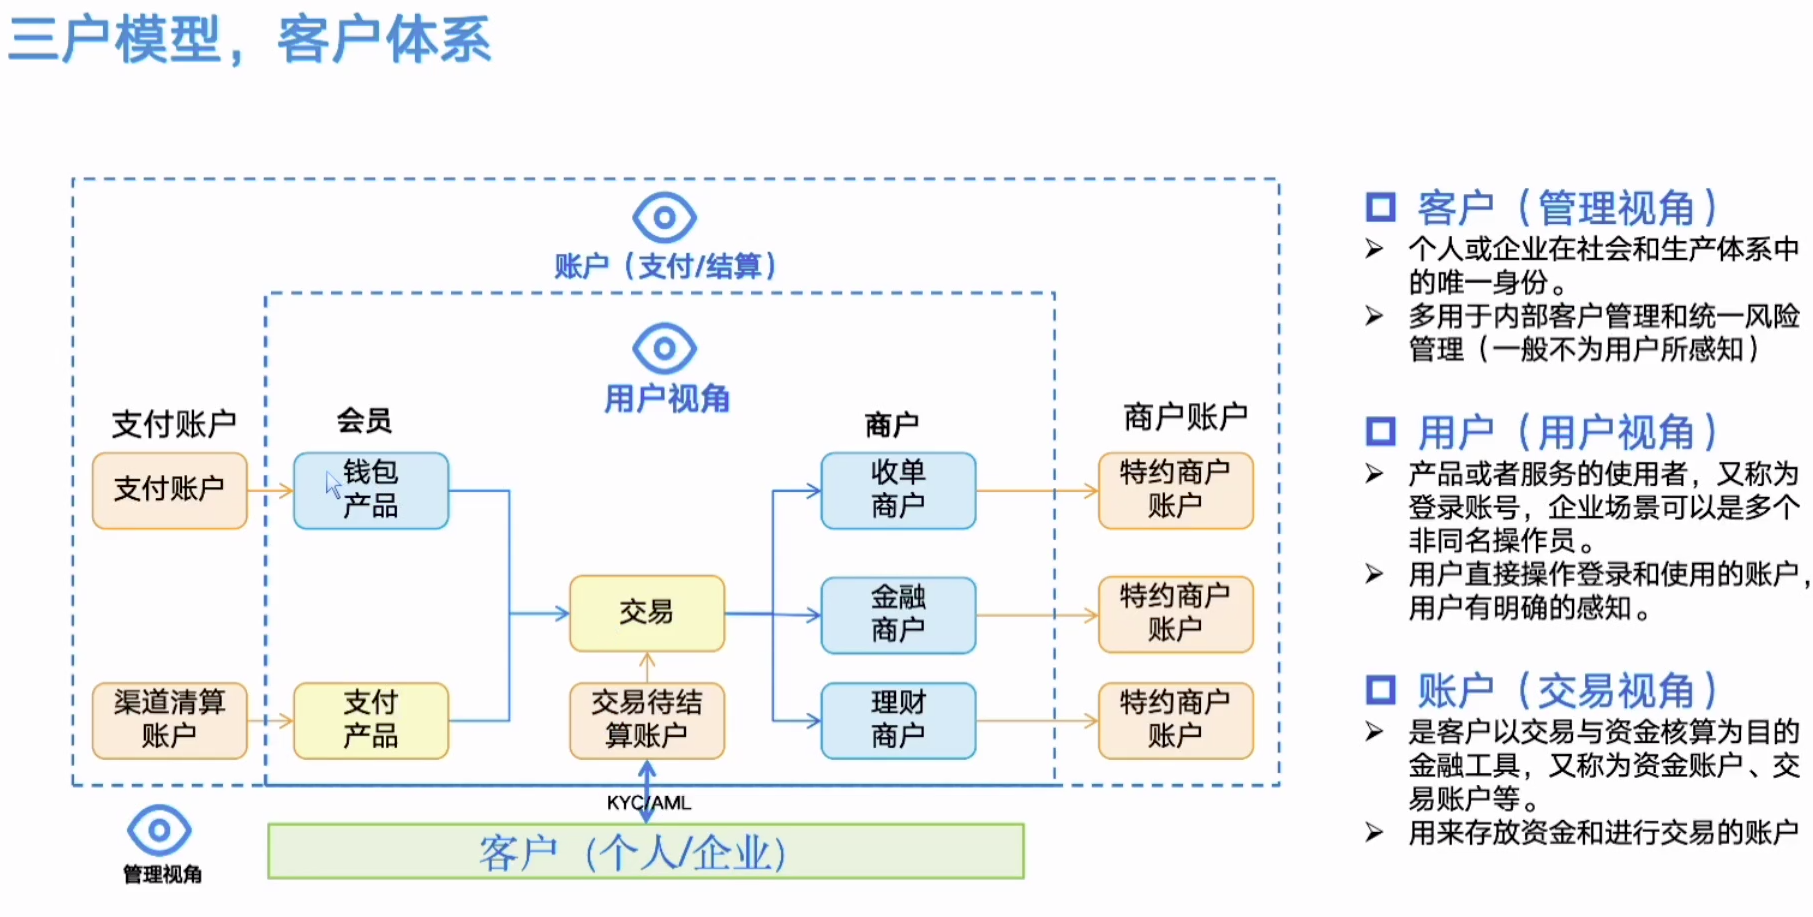 三户模型，客户体系
账户（支付/结算）
用户视角
支付账户
会员
商户
商户账户
支付账户
钱包
产品
收单
商户
特约商户
账户
交易
金融
商户
特约商户
账户
渠道清算
账户
支付
产品
交易待结
算账户
理财
商户
特约商户
账户
KYC/AML
管理视角
客户（个人/企业）
客户（管理视角）
个人或企业在社会和生产体系中
的唯一身份。
多用于内部客户管理和统一风险
管理（一般不为用户所感知）
用户（用户视角）
产品或者服务的使用者，又称为
登录账号，企业场景可以是多个
非同名操作员。
用户直接操作登录和使用的账户，
用户有明确的感知。
账户（交易视角）
是客户以交易与资金核算为目的
金融工具，又称为资金账户、交
易账户等。
用来存放资金和进行交易的账户